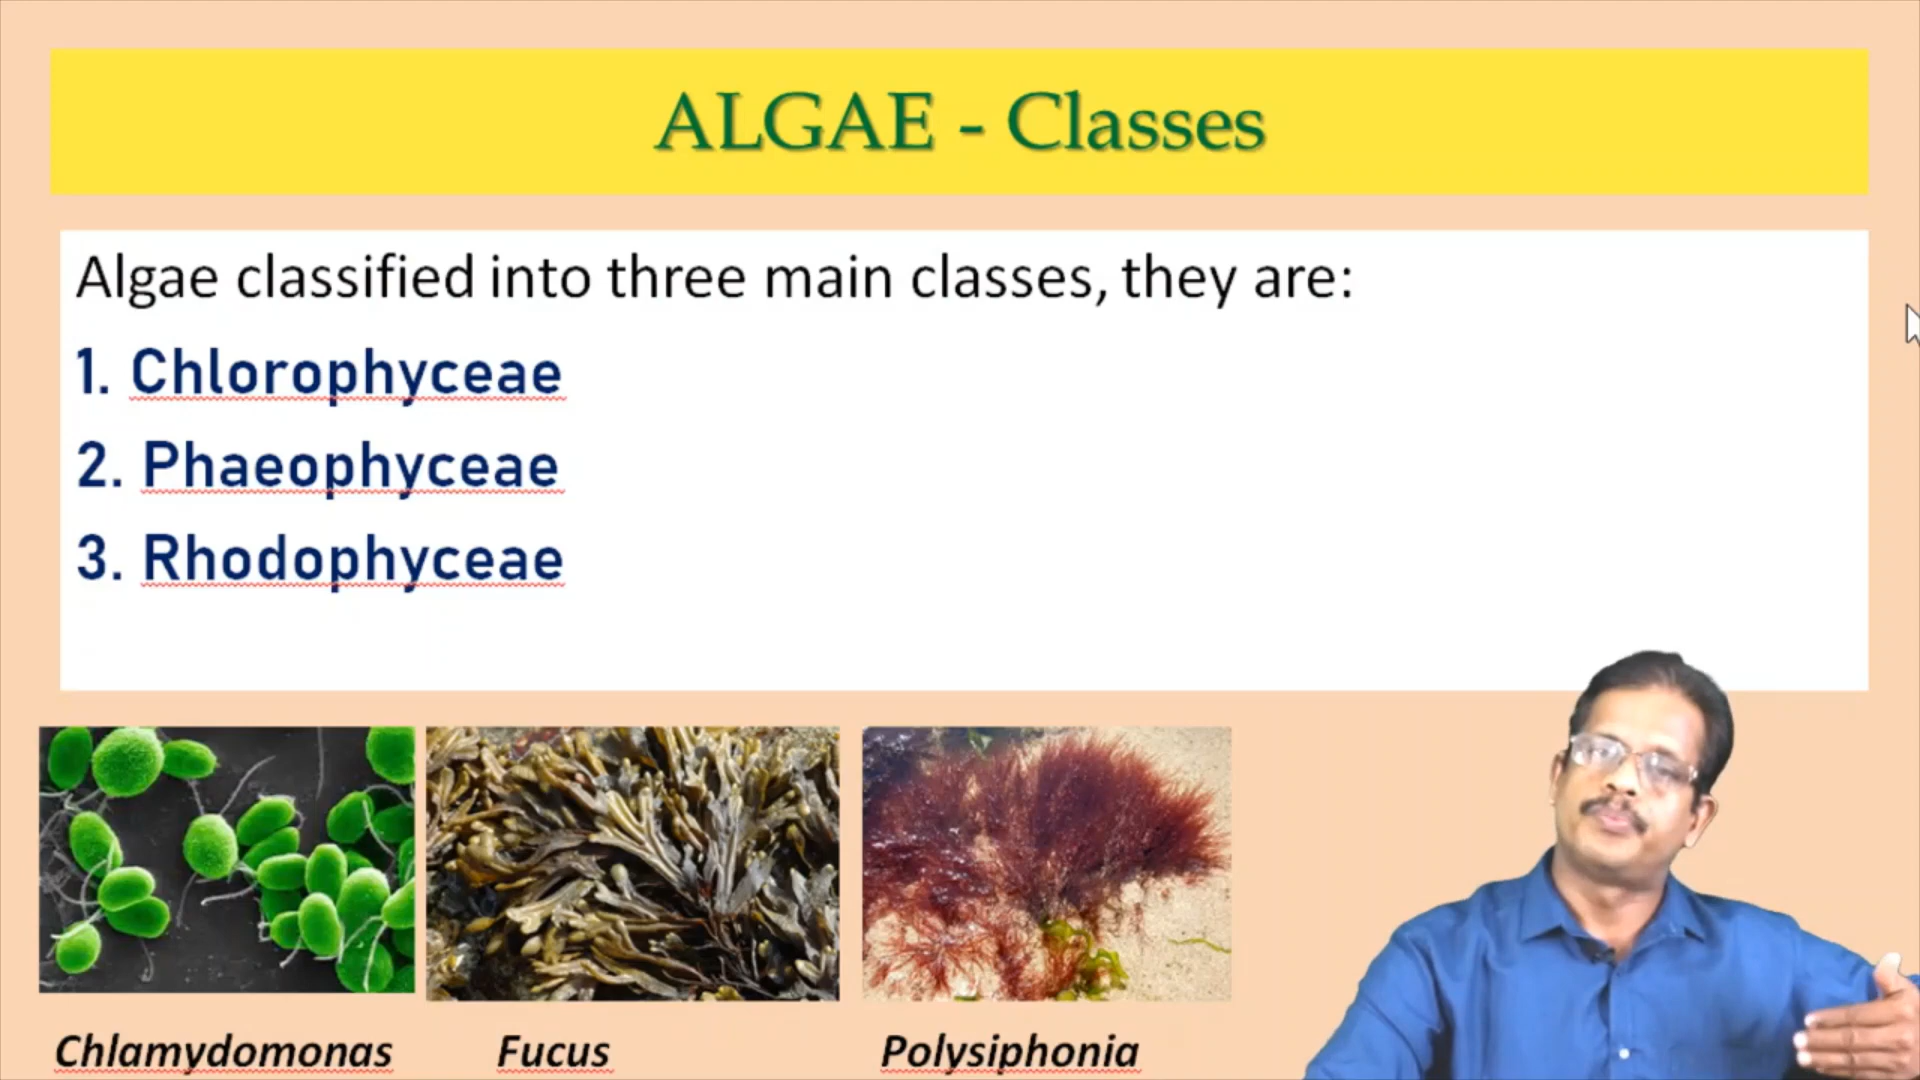 ALGAE - Classes
Algae classified into three main classes, they are:
1. Chlorophyceae
2. Phaeophyceae
3. Rhodophyceae
Chlamydomonas
Fucus
Polysiphonia